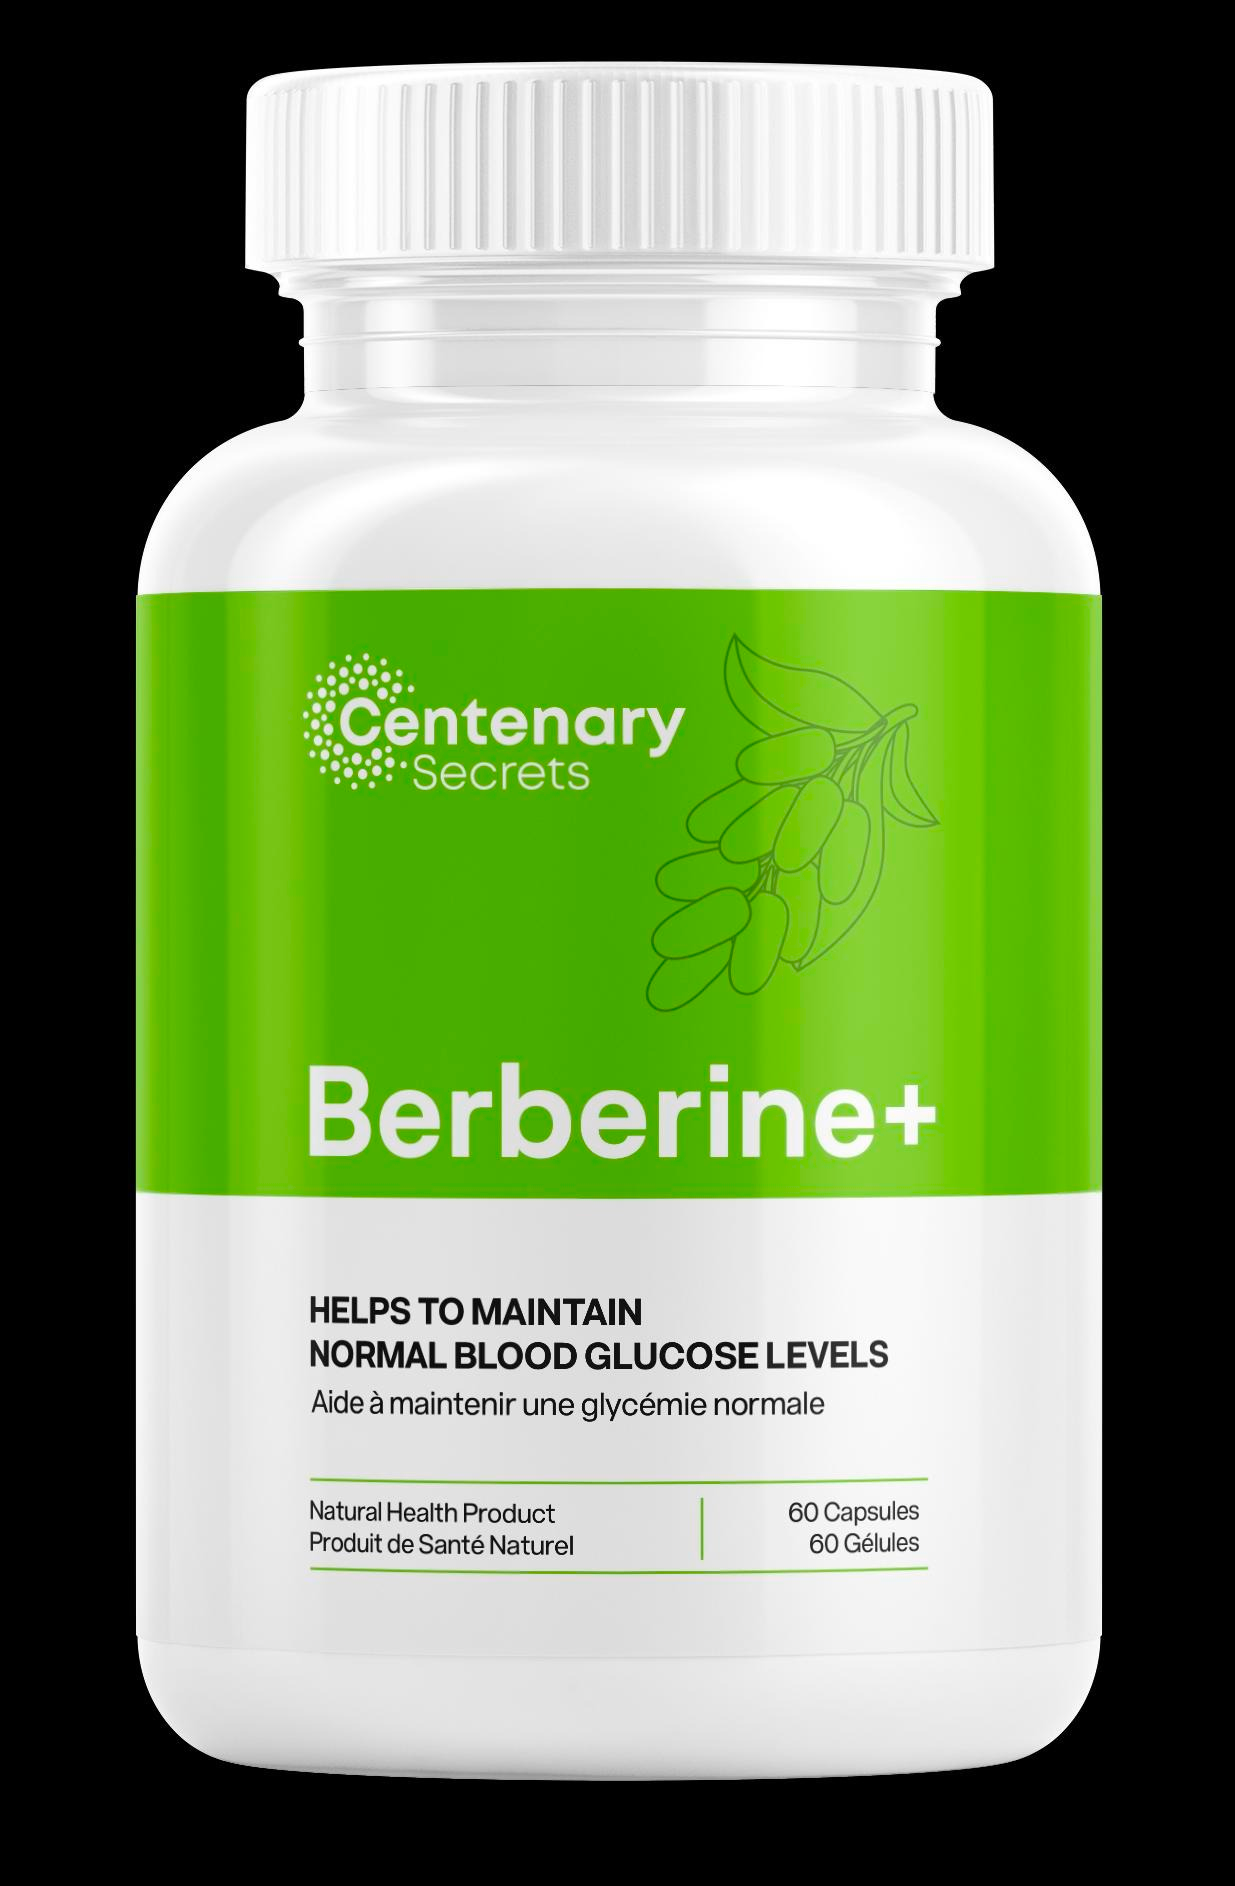 Centenary
Secrets
Berberine+
HELPS TO MAINTAIN
NORMAL BLOOD GLUCOSE LEVELS
Aide à maintenir une glycémie normale
Natural Health Product
Produit de Santé Naturel
60 Capsules
60 Gélules